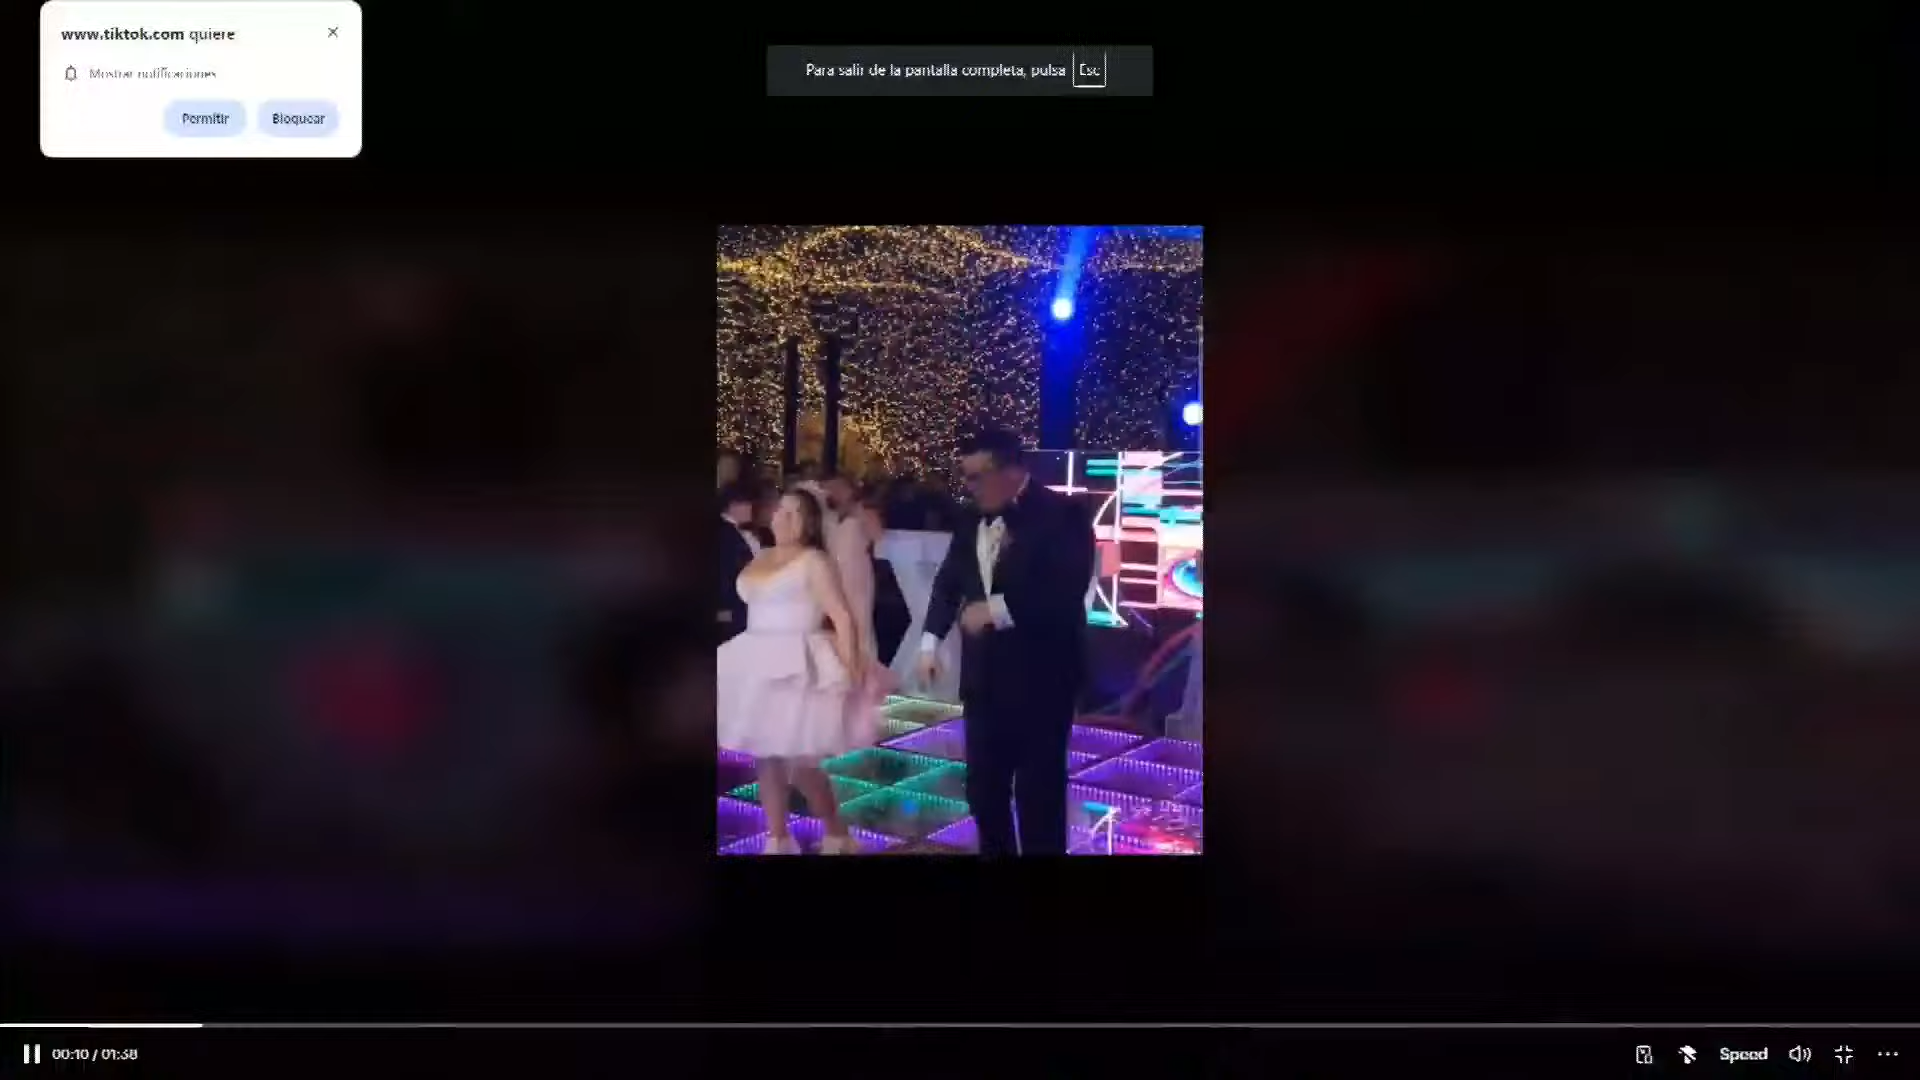 www.tiktok.com quiere
Mostrar notificaciones
Permitir
Bloquear
Para salir de la pantalla completa, pulsa Esc
00:10 / 01:38
Speed